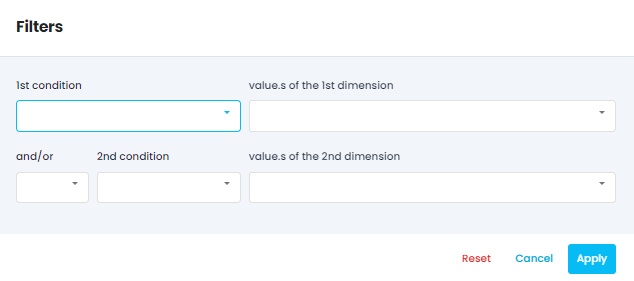 Filters
1st condition value.s of the 1st dimension
and/or 2nd condition value.s of the 2nd dimension
Reset Cancel Apply